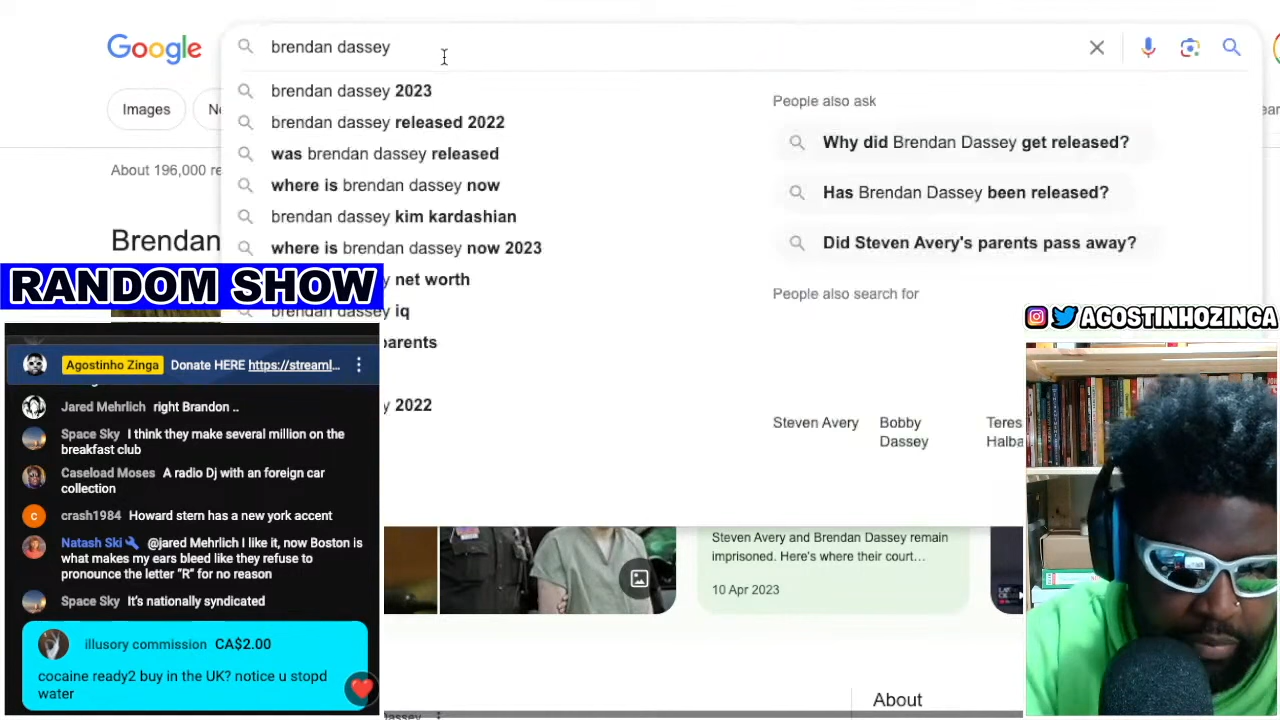 Google
brendan dassey
Images
About 196,000 re
Brendan
brendan dassey 2023
brendan dassey released 2022
was brendan dassey released
where is brendan dassey now
brendan dassey kim kardashian
where is brendan dassey now 2023
net worth
brendan dassey iq
parents
y 2022
People also ask
Why did Brendan Dassey get released?
Has Brendan Dassey been released?
Did Steven Avery's parents pass away?
People also search for
Steven Avery
Bobby
Dassey
Teres
Halba
RANDOM SHOW
AGOSTINHOZINGA
Agostinho Zinga Donate HERE https://streaml...
Jared Mehrlich right Brandon ..
Space Sky I think they make several million on the
breakfast club
Caseload Moses A radio Dj with an foreign car
collection
C crash1984 Howard stern has a new york accent
Natash Ski @jared Mehrlich I like it, now Boston is
what makes my ears bleed like they refuse to
pronounce the letter "R" for no reason
Space Sky It's nationally syndicated
illusory commission CA$2.00
cocaine ready2 buy in the UK? notice u stopd
water
Steven Avery and Brendan Dassey remain
imprisoned. Here's where their court...
10 Apr 2023
About